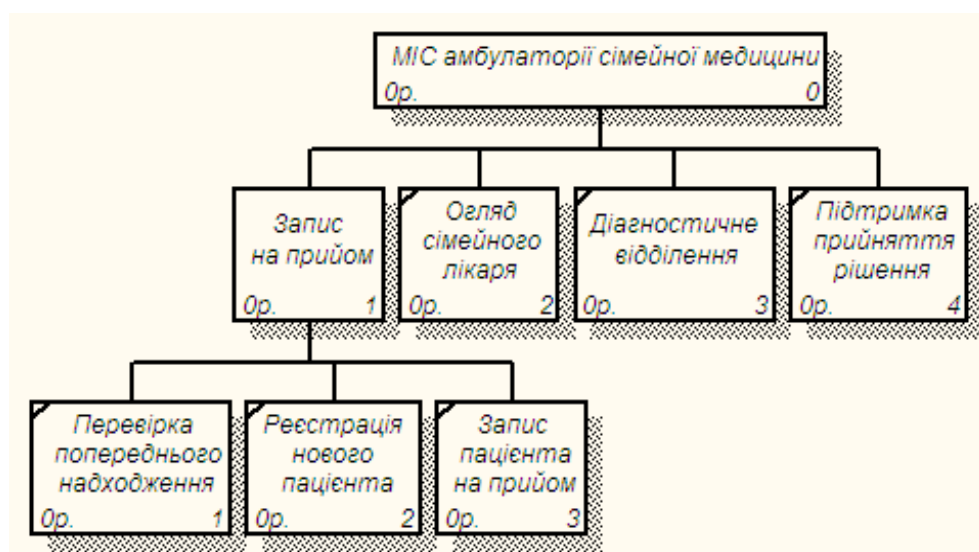 МІС амбулаторії сімейної медицини
0р. 0
Запис
на прийом
0р. 1
Огляд
сімейного
лікаря
0р. 2
Діагностичне
відділення
0р. 3
Підтримка
прийняття
рішення
0р. 4
Перевірка
попереднього
надходження
0р. 1
Реєстрація
нового
пацієнта
0р. 2
Запис
пацієнта
на прийом
0р. 3